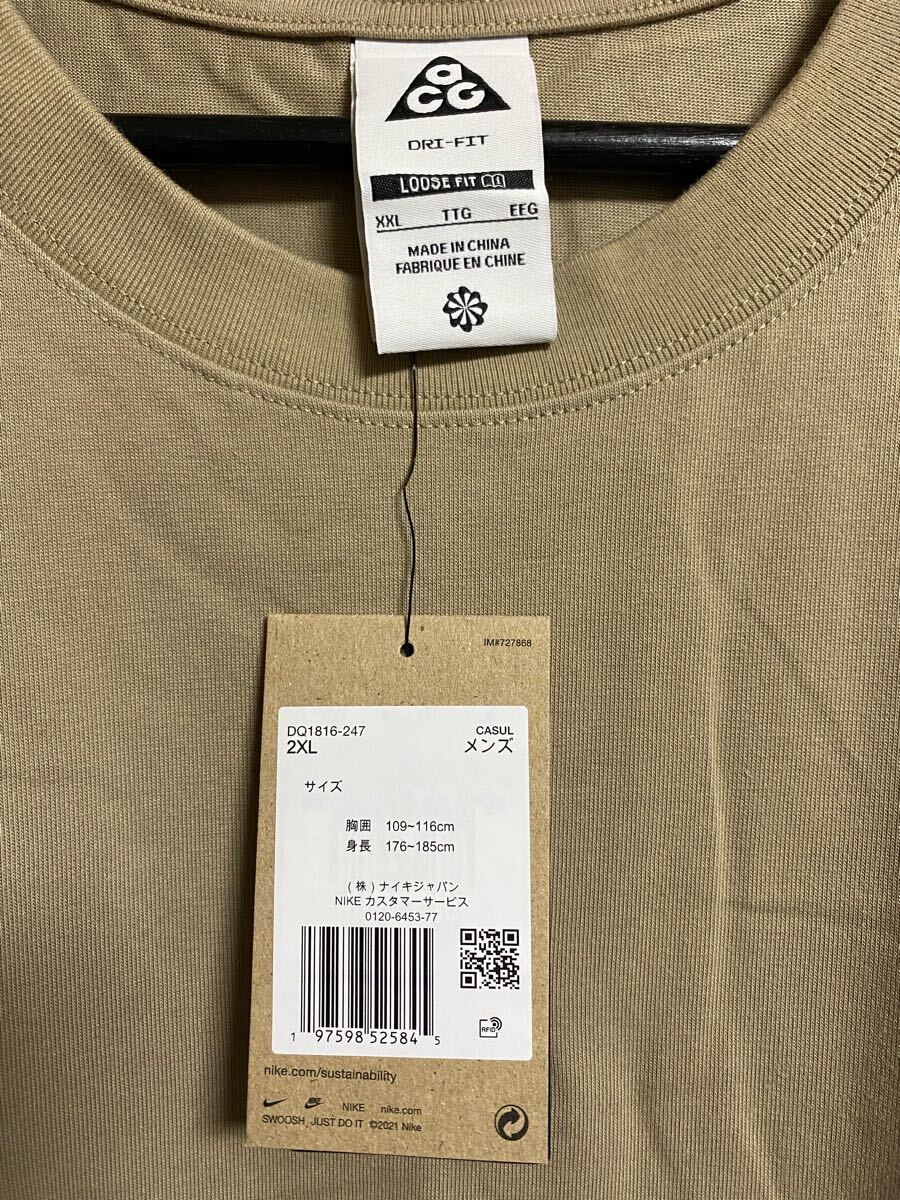 aCG
DRI-FIT
LOOSE FIT
XXL TTG EEG
MADE IN CHINA
FABRIQUE EN CHINE
IM#727868
DQ1816-247 CASUL
2XL メンズ
サイズ
胸囲 109~116cm
身長 176~185cm
(株)ナイキジャパン
NIKE カスタマーサービス
0120-6453-77
1 97598 52584 5
RFID
nike.com/sustainability
NIKE nike.com
SWOOSH, JUST DO IT ©2021 Nike